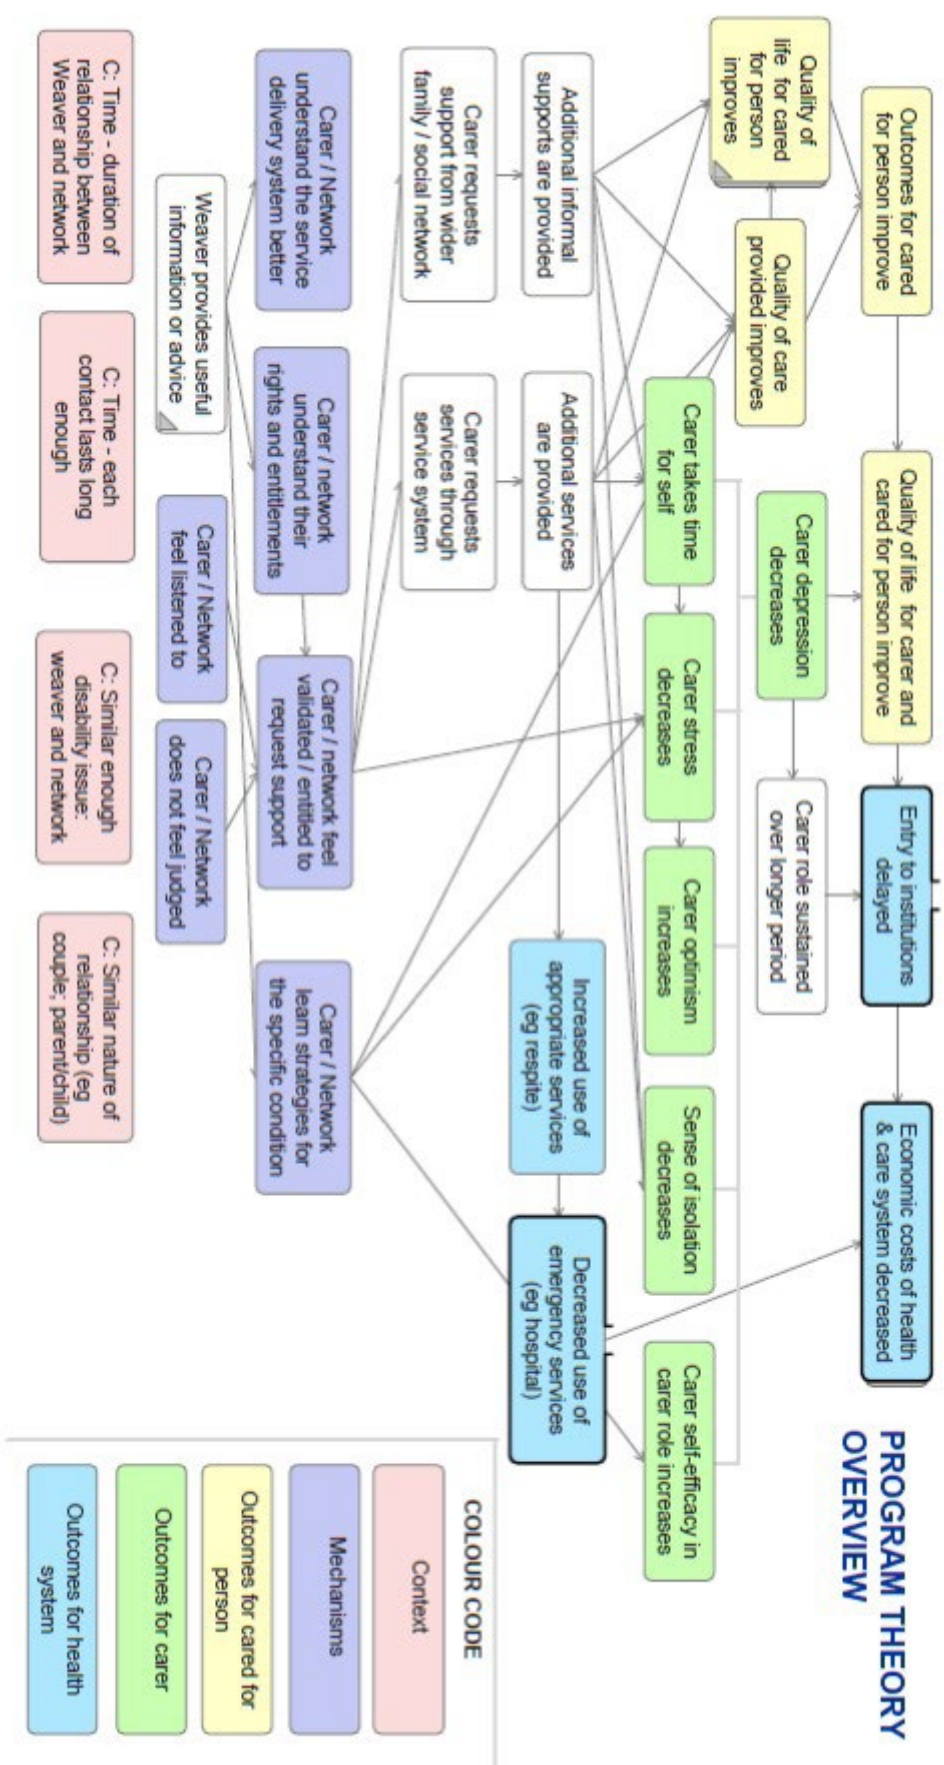 PROGRAM THEORY
OVERVIEW
Outcomes for cared
for person improve
Quality of life for carer and
cared for person improve
Entry to institutions
delayed
Economic costs of health
& care system decreased
Quality of
life for cared
for person
improves
Quality of care
provided improves
Carer depression
decreases
Carer role sustained
over longer period
Carer takes time
for self
Carer stress
decreases
Carer optimism
increases
Sense of isolation
decreases
Carer self-efficacy in
carer role increases
Additional informal
supports are provided
Additional services
are provided
Increased use of
appropriate services
(eg respite)
Decreased use of
emergency services
(eg hospital)
Carer requests
support from wider
family / social network
Carer requests
services through
service system
Carer / Network
understand the service
delivery system better
Carer / network
understand their
rights and entitlements
Carer / network feel
validated / entitled to
request support
Carer / Network
learn strategies for
the specific condition
Weaver provides useful
information or advice
Carer / Network
feel listened to
Carer / Network
does not feel judged
C: Time - duration of
relationship between
Weaver and network
C: Time - each
contact lasts long
enough
C: Similar enough
disability issue:
weaver and network
C: Similar nature of
relationship (eg
couple; parent/child)
COLOUR CODE
Context
Mechanisms
Outcomes for cared for
person
Outcomes for carer
Outcomes for health
system